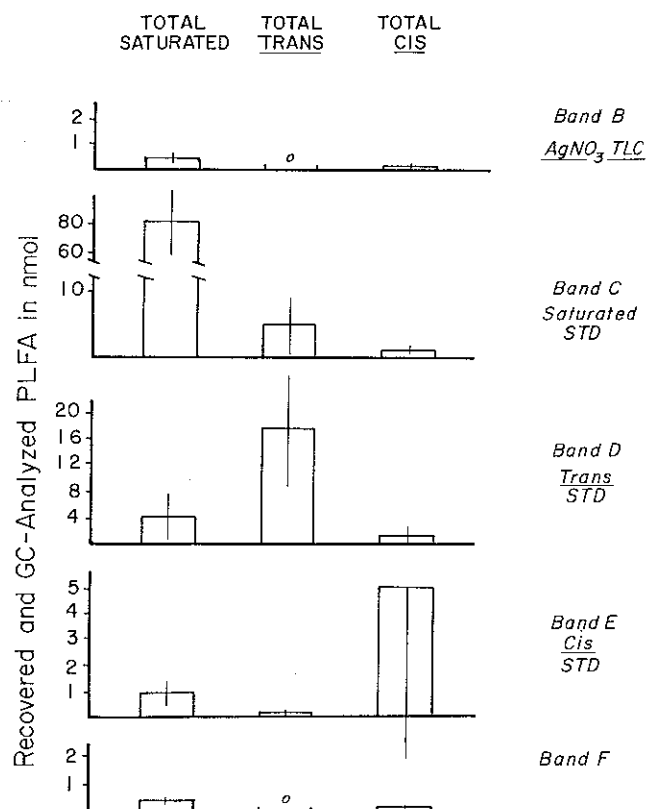 TOTAL SATURATED
TOTAL TRANS
TOTAL CIS
Recovered and GC-Analyzed PLFA in nmol
2
1
o
Band B
AgNO3 TLC
80
60
10
Band C
Saturated
STD
20
16
12
8
4
Band D
Trans
STD
5
4
3
2
1
Band E
Cis
STD
2
1
o
Band F